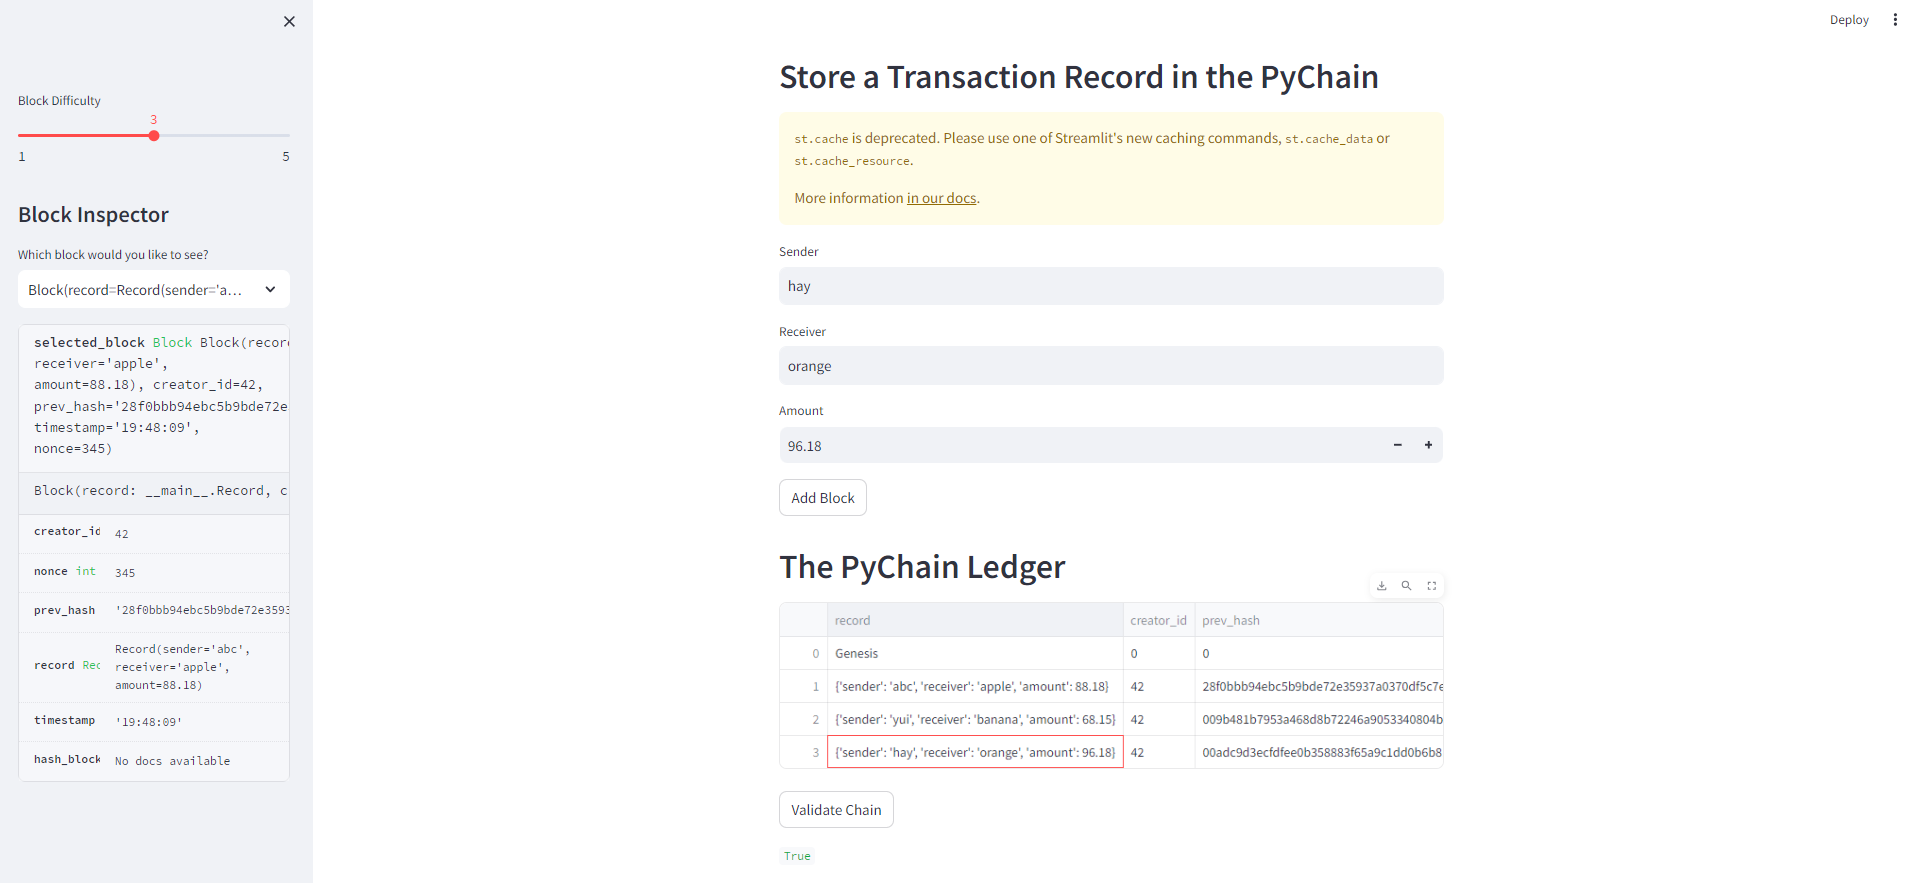 Deploy
Block Difficulty
3
1 5
Block Inspector
Which block would you like to see?
Block(record=Record(sender='a...
selected_block Block Block(recor
receiver='apple',
amount=88.18), creator_id=42,
prev_hash='28f0bbb94ebc5b9bde72e
timestamp='19:48:09',
nonce=345)
Block(record: __main__.Record, c
creator_id 42
nonce int 345
prev_hash '28f0bbb94ebc5b9bde72e3593
record Rec Record(sender='abc',
receiver='apple',
amount=88.18)
timestamp '19:48:09'
hash_block No docs available
Store a Transaction Record in the PyChain
st.cache is deprecated. Please use one of Streamlit's new caching commands, st.cache_data or
st.cache_resource.
More information in our docs.
Sender
hay
Receiver
orange
Amount
96.18 − +
Add Block
The PyChain Ledger
record creator_id prev_hash
0 Genesis 0 0
1 {'sender': 'abc', 'receiver': 'apple', 'amount': 88.18} 42 28f0bbb94ebc5b9bde72e35937a0370df5c7e
2 {'sender': 'yui', 'receiver': 'banana', 'amount': 68.15} 42 009b481b7953a468d8b72246a9053340804b
3 {'sender': 'hay', 'receiver': 'orange', 'amount': 96.18} 42 00adc9d3ecfdfee0b358883f65a9c1dd0b6b8
Validate Chain
True